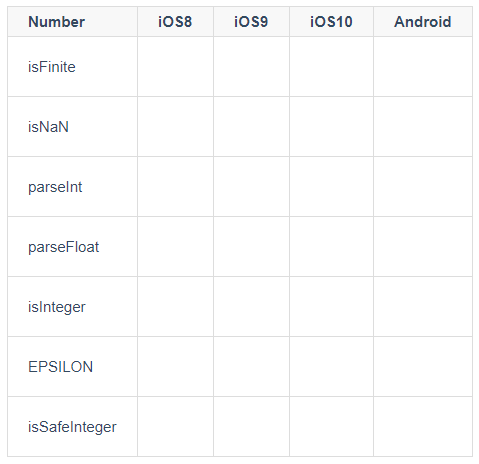 Number iOS8 iOS9 iOS10 Android
isFinite
isNaN
parseInt
parseFloat
isInteger
EPSILON
isSafeInteger